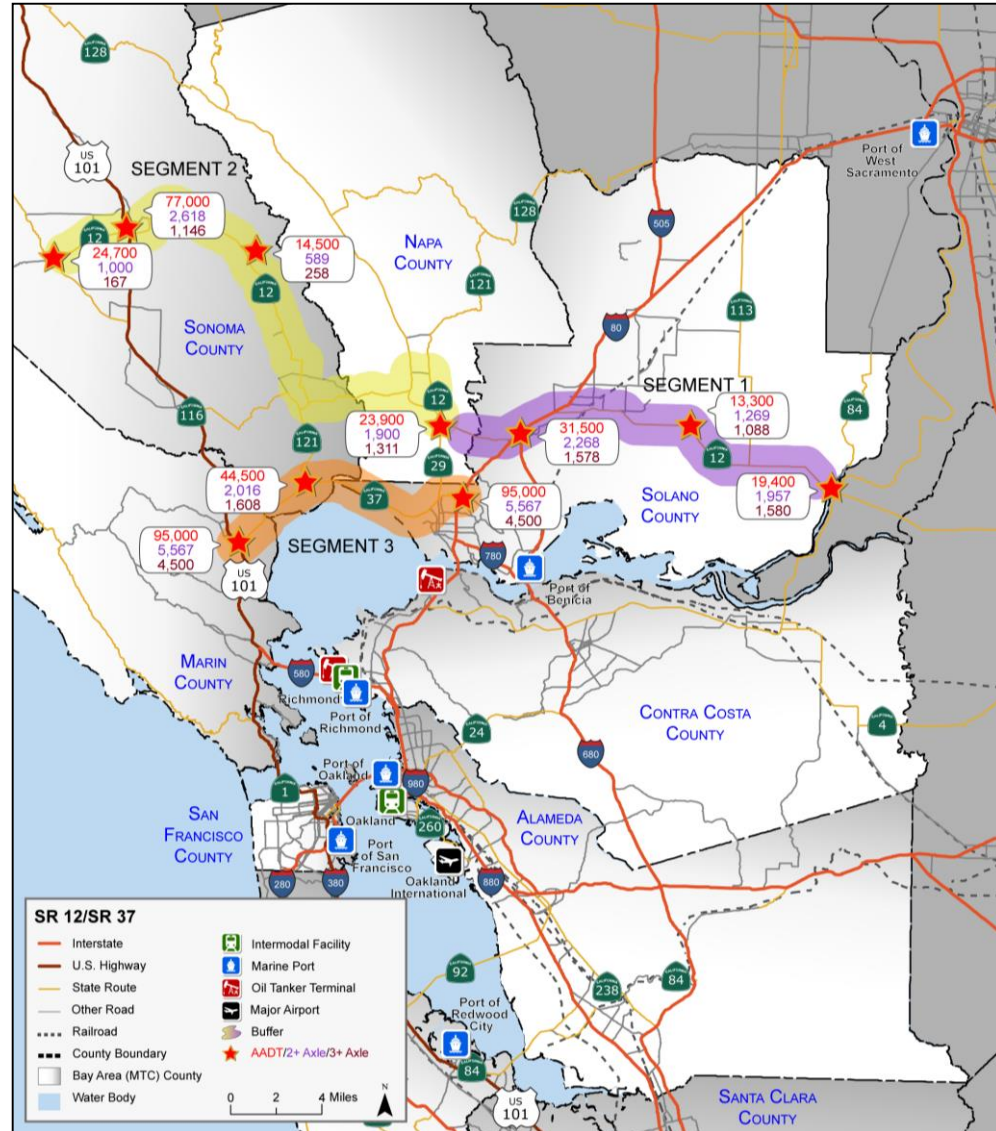 128
US
101
SEGMENT 2
12
77,000
2,618
1,146
24,700
1,000
167
14,500
589
258
12
SONOMA
COUNTY
NAPA
COUNTY
128
121
505
80
113
Port of
West
Sacramento
SEGMENT 1
13,300
1,269
1,088
84
116
121
12
23,900
1,900
1,311
29
31,500
2,268
1,578
12
19,400
1,957
1,580
SOLANO
COUNTY
44,500
2,016
1,608
37
95,000
5,567
4,500
SEGMENT 3
95,000
5,567
4,500
US
101
780
Port of
Benicia
MARIN
COUNTY
580
Richmond
Port of
Richmond
CONTRA COSTA
COUNTY
24
4
680
Port of
Oakland
980
1
Oakland
260
SAN
FRANCISCO
COUNTY
Port
of San
Francisco
ALAMEDA
COUNTY
Oakland
International
280
380
880
92
238
84
Port of
Redwood
City
84
US
101
SANTA CLARA
COUNTY
SR 12/SR 37
Interstate
U.S. Highway
State Route
Other Road
Railroad
County Boundary
Bay Area (MTC) County
Water Body
Intermodal Facility
Marine Port
Oil Tanker Terminal
Major Airport
Buffer
AADT/2+ Axle/3+ Axle
0 2 4 Miles
N